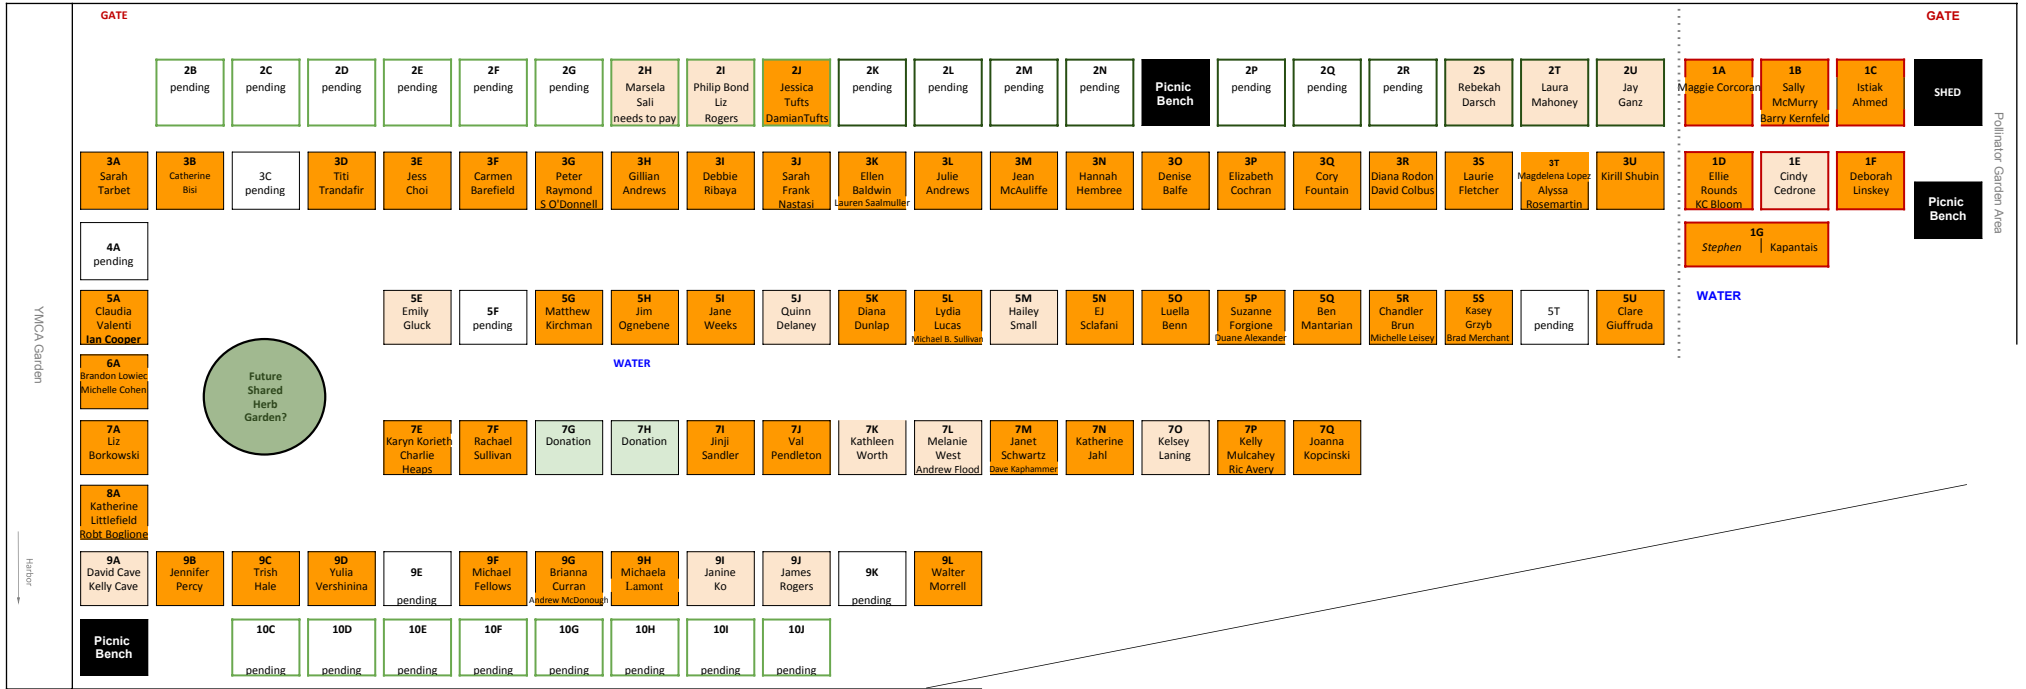 GATE
GATE
2B
pending
2C
pending
2D
pending
2E
pending
2F
pending
2G
pending
2H
Marsela
Sali
needs to pay
2I
Philip Bond
Liz
Rogers
2J
Jessica
Tufts
DamianTufts
2K
pending
2L
pending
2M
pending
2N
pending
Picnic
Bench
2P
pending
2Q
pending
2R
pending
2S
Rebekah
Darsch
2T
Laura
Mahoney
2U
Jay
Ganz
1A
Maggie Corcoran
1B
Sally
McMurry
Barry Kernfeld
1C
Istiak
Ahmed
SHED
Pollinator Garden Area
3A
Sarah
Tarbet
3B
Catherine
Bisi
3C
pending
3D
Titi
Trandafir
3E
Jess
Choi
3F
Carmen
Barefield
3G
Peter
Raymond
S O'Donnell
3H
Gillian
Andrews
3I
Debbie
Ribaya
3J
Sarah
Frank
Nastasi
3K
Ellen
Baldwin
Lauren Saalmuller
3L
Julie
Andrews
3M
Jean
McAuliffe
3N
Hannah
Hembree
3O
Denise
Balfe
3P
Elizabeth
Cochran
3Q
Cory
Fountain
3R
Diana Rodon
David Colbus
3S
Laurie
Fletcher
3T
Magdelena Lopez
Alyssa
Rosemartin
3U
Kirill Shubin
1D
Ellie
Rounds
KC Bloom
1E
Cindy
Cedrone
1F
Deborah
Linskey
Picnic
Bench
4A
pending
1G
Stephen | Kapantais
YMCA Garden
5A
Claudia
Valenti
Ian Cooper
5E
Emily
Gluck
5F
pending
5G
Matthew
Kirchman
5H
Jim
Ognebene
5I
Jane
Weeks
5J
Quinn
Delaney
5K
Diana
Dunlap
5L
Lydia
Lucas
Michael B. Sullivan
5M
Hailey
Small
5N
EJ
Sclafani
5O
Luella
Benn
5P
Suzanne
Forgione
Duane Alexander
5Q
Ben
Mantarian
5R
Chandler
Brun
Michelle Leisey
5S
Kasey
Grzyb
Brad Merchant
5T
pending
5U
Clare
Giuffruda
WATER
WATER
6A
Brandon Lowiec
Michelle Cohen
Future
Shared
Herb
Garden?
7A
Liz
Borkowski
7E
Karyn Korieth
Charlie
Heaps
7F
Rachael
Sullivan
7G
Donation
7H
Donation
7I
Jinji
Sandler
7J
Val
Pendleton
7K
Kathleen
Worth
7L
Melanie
West
Andrew Flood
7M
Janet
Schwartz
Dave Kaphammer
7N
Katherine
Jahl
7O
Kelsey
Laning
7P
Kelly
Mulcahey
Ric Avery
7Q
Joanna
Kopcinski
8A
Katherine
Littlefield
Robt Boglione
Harbor
9A
David Cave
Kelly Cave
9B
Jennifer
Percy
9C
Trish
Hale
9D
Yulia
Vershinina
9E
pending
9F
Michael
Fellows
9G
Brianna
Curran
Andrew McDonough
9H
Michaela
Lamont
9I
Janine
Ko
9J
James
Rogers
9K
pending
9L
Walter
Morrell
Picnic
Bench
10C
pending
10D
pending
10E
pending
10F
pending
10G
pending
10H
pending
10I
pending
10J
pending